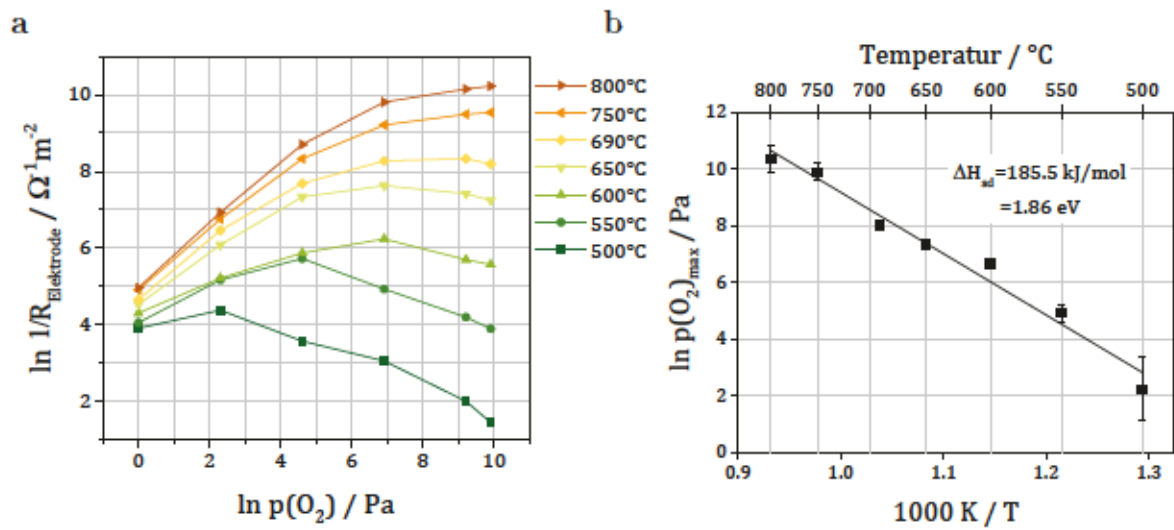 a
ln 1/R_Elektrode / Ω⁻¹m⁻²
10
8
6
4
2
0 2 4 6 8 10
ln p(O₂) / Pa
800°C
750°C
690°C
650°C
600°C
550°C
500°C
b
Temperatur / °C
800 750 700 650 600 550 500
ln p(O₂)max / Pa
12
10
8
6
4
2
0
ΔH_ad=185.5 kJ/mol
=1.86 eV
0.9 1.0 1.1 1.2 1.3
1000 K / T